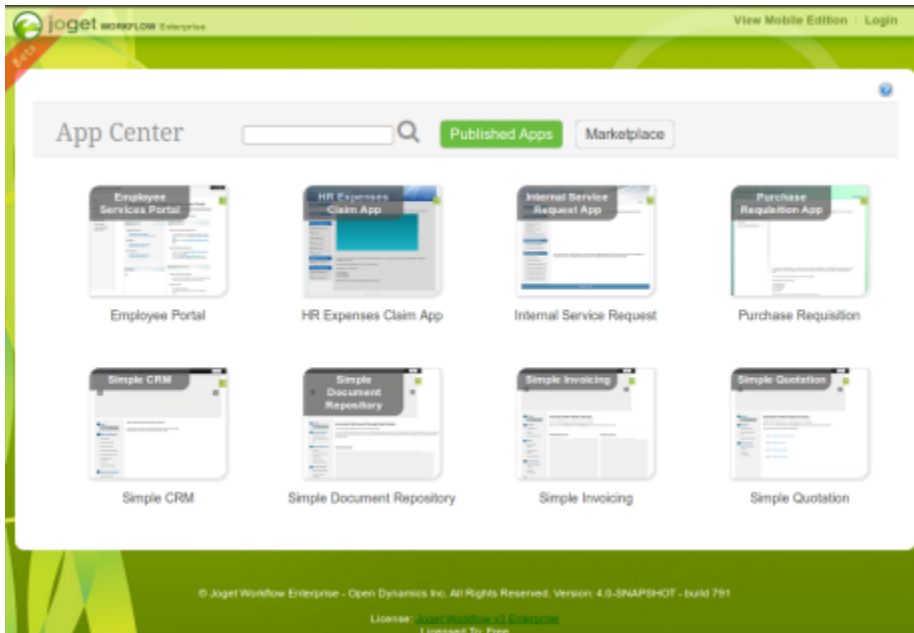 joget WORKFLOW Enterprise
View Mobile Edition | Login
Beta
App Center
Published Apps
Marketplace
Employee
Services Portal
HR Expenses
Claim App
Internal Service
Request App
Purchase
Requisition App
Employee Portal
HR Expenses Claim App
Internal Service Request
Purchase Requisition
Simple CRM
Simple
Document
Repository
Simple Invoicing
Simple Quotation
Simple CRM
Simple Document Repository
Simple Invoicing
Simple Quotation
© Joget Workflow Enterprise - Open Dynamics Inc. All Rights Reserved. Version: 4.0-SNAPSHOT - build 791
License: Joget Workflow v3 Enterprise
Licensed To: Free